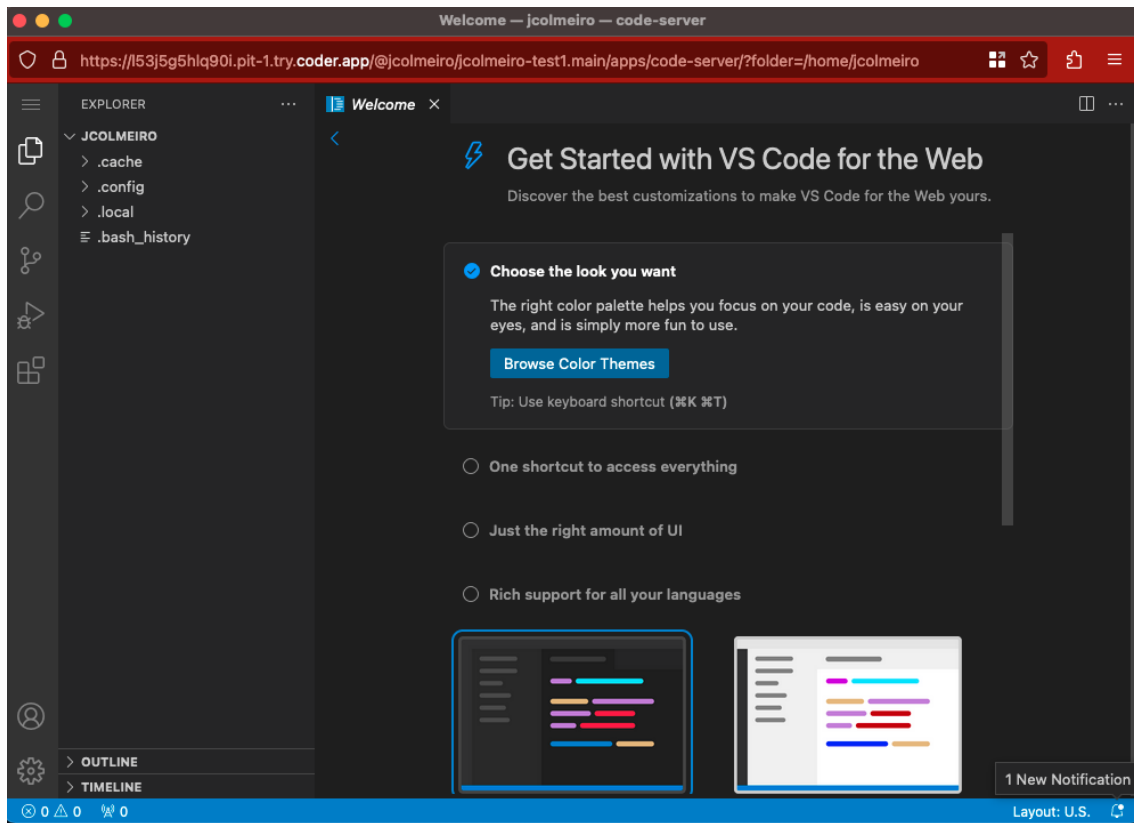 Welcome — jcolmeiro — code-server
https://l53j5g5hlq90i.pit-1.try.coder.app/@jcolmeiro/jcolmeiro-test1.main/apps/code-server/?folder=/home/jcolmeiro
EXPLORER
Welcome
JCOLMEIRO
.cache
.config
.local
.bash_history
Get Started with VS Code for the Web
Discover the best customizations to make VS Code for the Web yours.
Choose the look you want
The right color palette helps you focus on your code, is easy on your
eyes, and is simply more fun to use.
Browse Color Themes
Tip: Use keyboard shortcut (⌘K ⌘T)
One shortcut to access everything
Just the right amount of UI
Rich support for all your languages
OUTLINE
TIMELINE
1 New Notification
0 0 0
Layout: U.S.